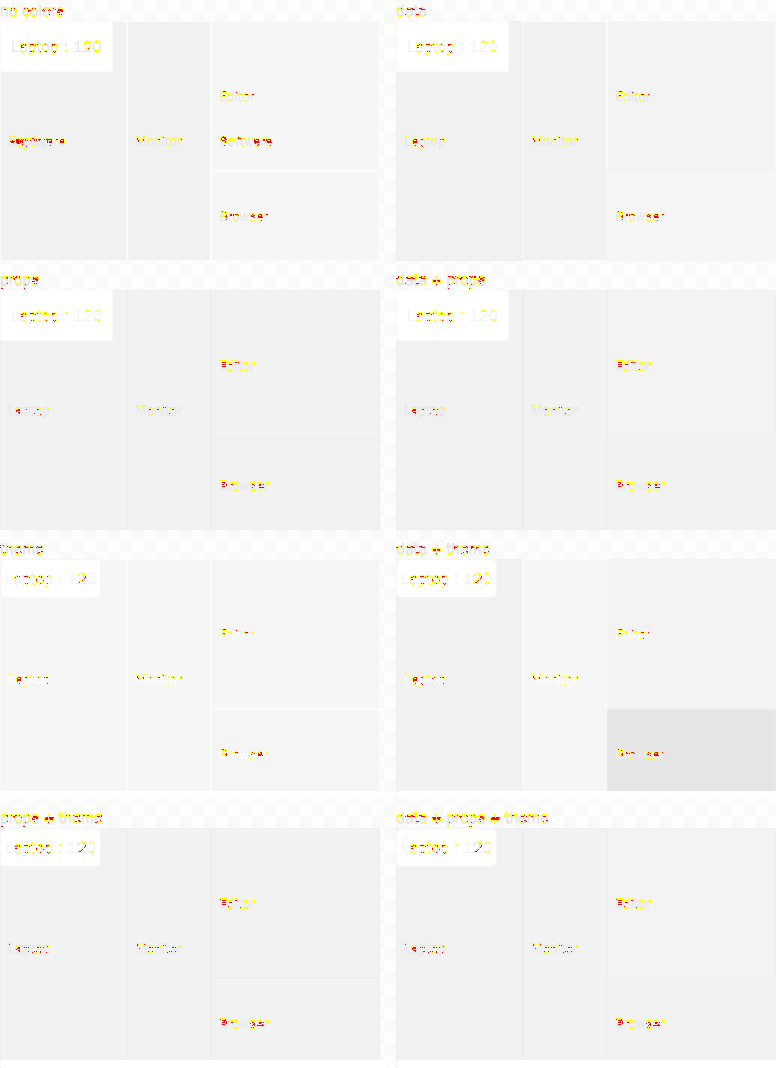 no colors
Laptop : 120
Editor
Monitor
Software
Browser
data
Laptop : 120
Editor
Laptop
Monitor
Browser
props
Laptop : 120
Editor
Laptop
Monitor
Browser
data + props
Laptop : 120
Editor
Laptop
Monitor
Browser
theme
Laptop : 120
Editor
Laptop
Monitor
Browser
data + theme
Laptop : 120
Editor
Laptop
Monitor
Browser
props + theme
Laptop : 120
Editor
Laptop
Monitor
Browser
data + props + theme
Laptop : 120
Editor
Laptop
Monitor
Browser